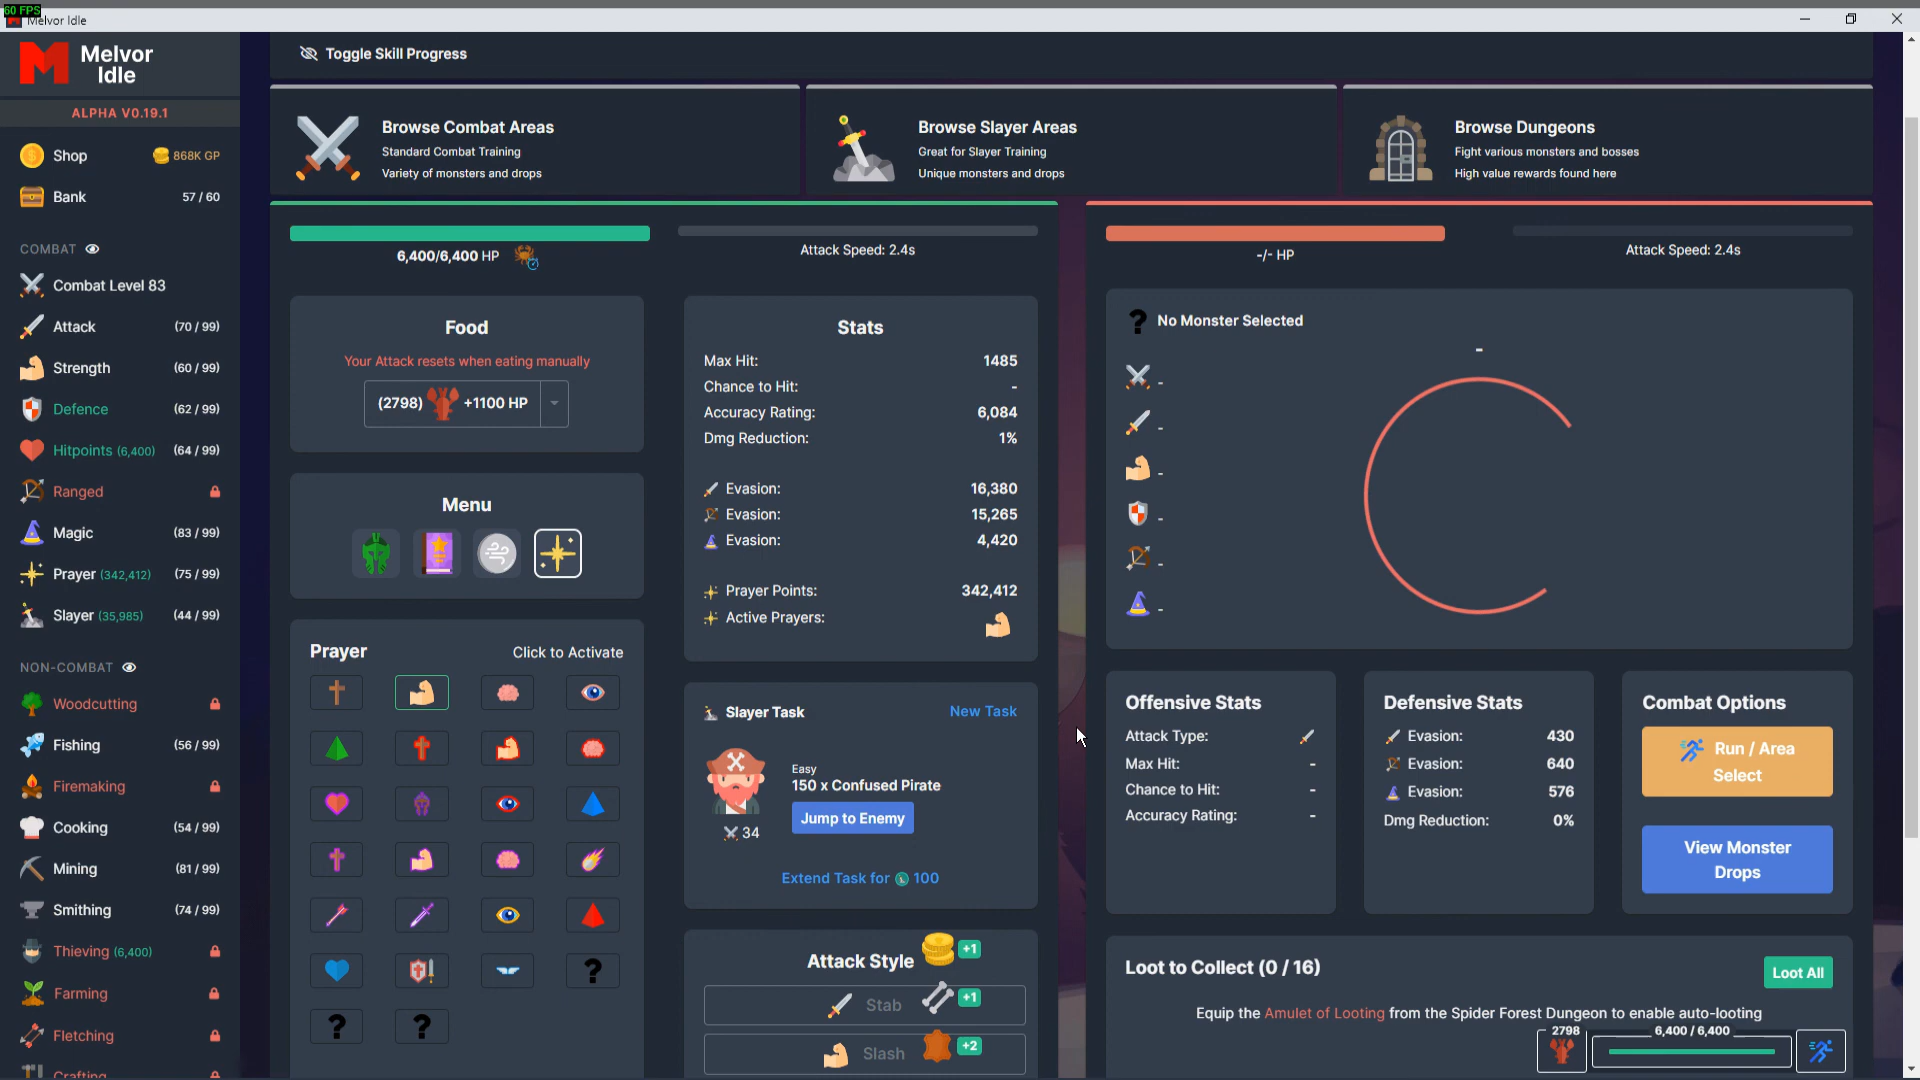 60 FPS
Melvor Idle
Melvor
Idle
ALPHA V0.19.1
Shop
868K GP
Bank
57 / 60
COMBAT
Combat Level 83
Attack
(70 / 99)
Strength
(60 / 99)
Defence
(62 / 99)
Hitpoints (6,400)
(64 / 99)
Ranged
Magic
(83 / 99)
Prayer (342,412)
(75 / 99)
Slayer (35,985)
(44 / 99)
NON-COMBAT
Woodcutting
Fishing
(56 / 99)
Firemaking
Cooking
(54 / 99)
Mining
(81 / 99)
Smithing
(74 / 99)
Thieving (6,400)
Farming
Fletching
Crafting
Toggle Skill Progress
Browse Combat Areas
Standard Combat Training
Variety of monsters and drops
Browse Slayer Areas
Great for Slayer Training
Unique monsters and drops
Browse Dungeons
Fight various monsters and bosses
High value rewards found here
6,400/6,400 HP
Attack Speed: 2.4s
Food
Your Attack resets when eating manually
(2798) +1100 HP
Menu
Prayer
Click to Activate
?
? ?
Stats
Max Hit: 1485
Chance to Hit: -
Accuracy Rating: 6,084
Dmg Reduction: 1%
Evasion: 16,380
Evasion: 15,265
Evasion: 4,420
Prayer Points: 342,412
Active Prayers:
Slayer Task
New Task
Easy
150 x Confused Pirate
Jump to Enemy
34
Extend Task for 100
Attack Style
+1
Stab
+1
Slash
+2
-/- HP
Attack Speed: 2.4s
? No Monster Selected
-
-
-
-
-
-
-
Offensive Stats
Attack Type:
Max Hit: -
Chance to Hit: -
Accuracy Rating: -
Defensive Stats
Evasion: 430
Evasion: 640
Evasion: 576
Dmg Reduction: 0%
Combat Options
Run / Area
Select
View Monster
Drops
Loot to Collect (0 / 16)
Loot All
Equip the Amulet of Looting from the Spider Forest Dungeon to enable auto-looting
2798
6,400 / 6,400